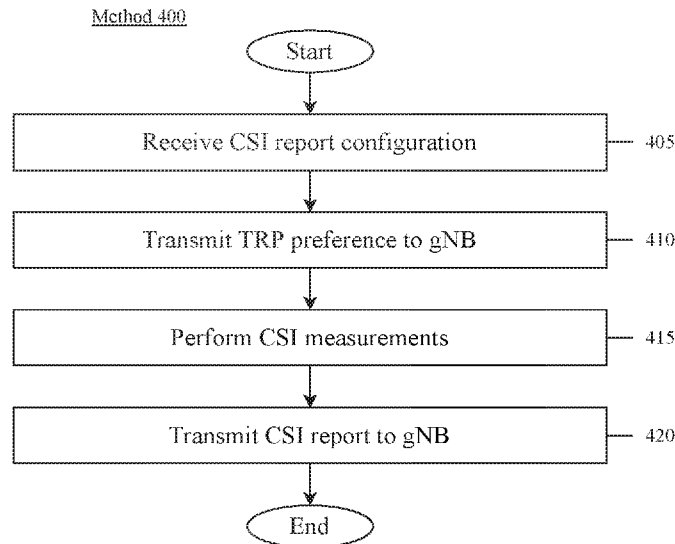 Method 400
Start
Receive CSI report configuration
405
Transmit TRP preference to gNB
410
Perform CSI measurements
415
Transmit CSI report to gNB
420
End